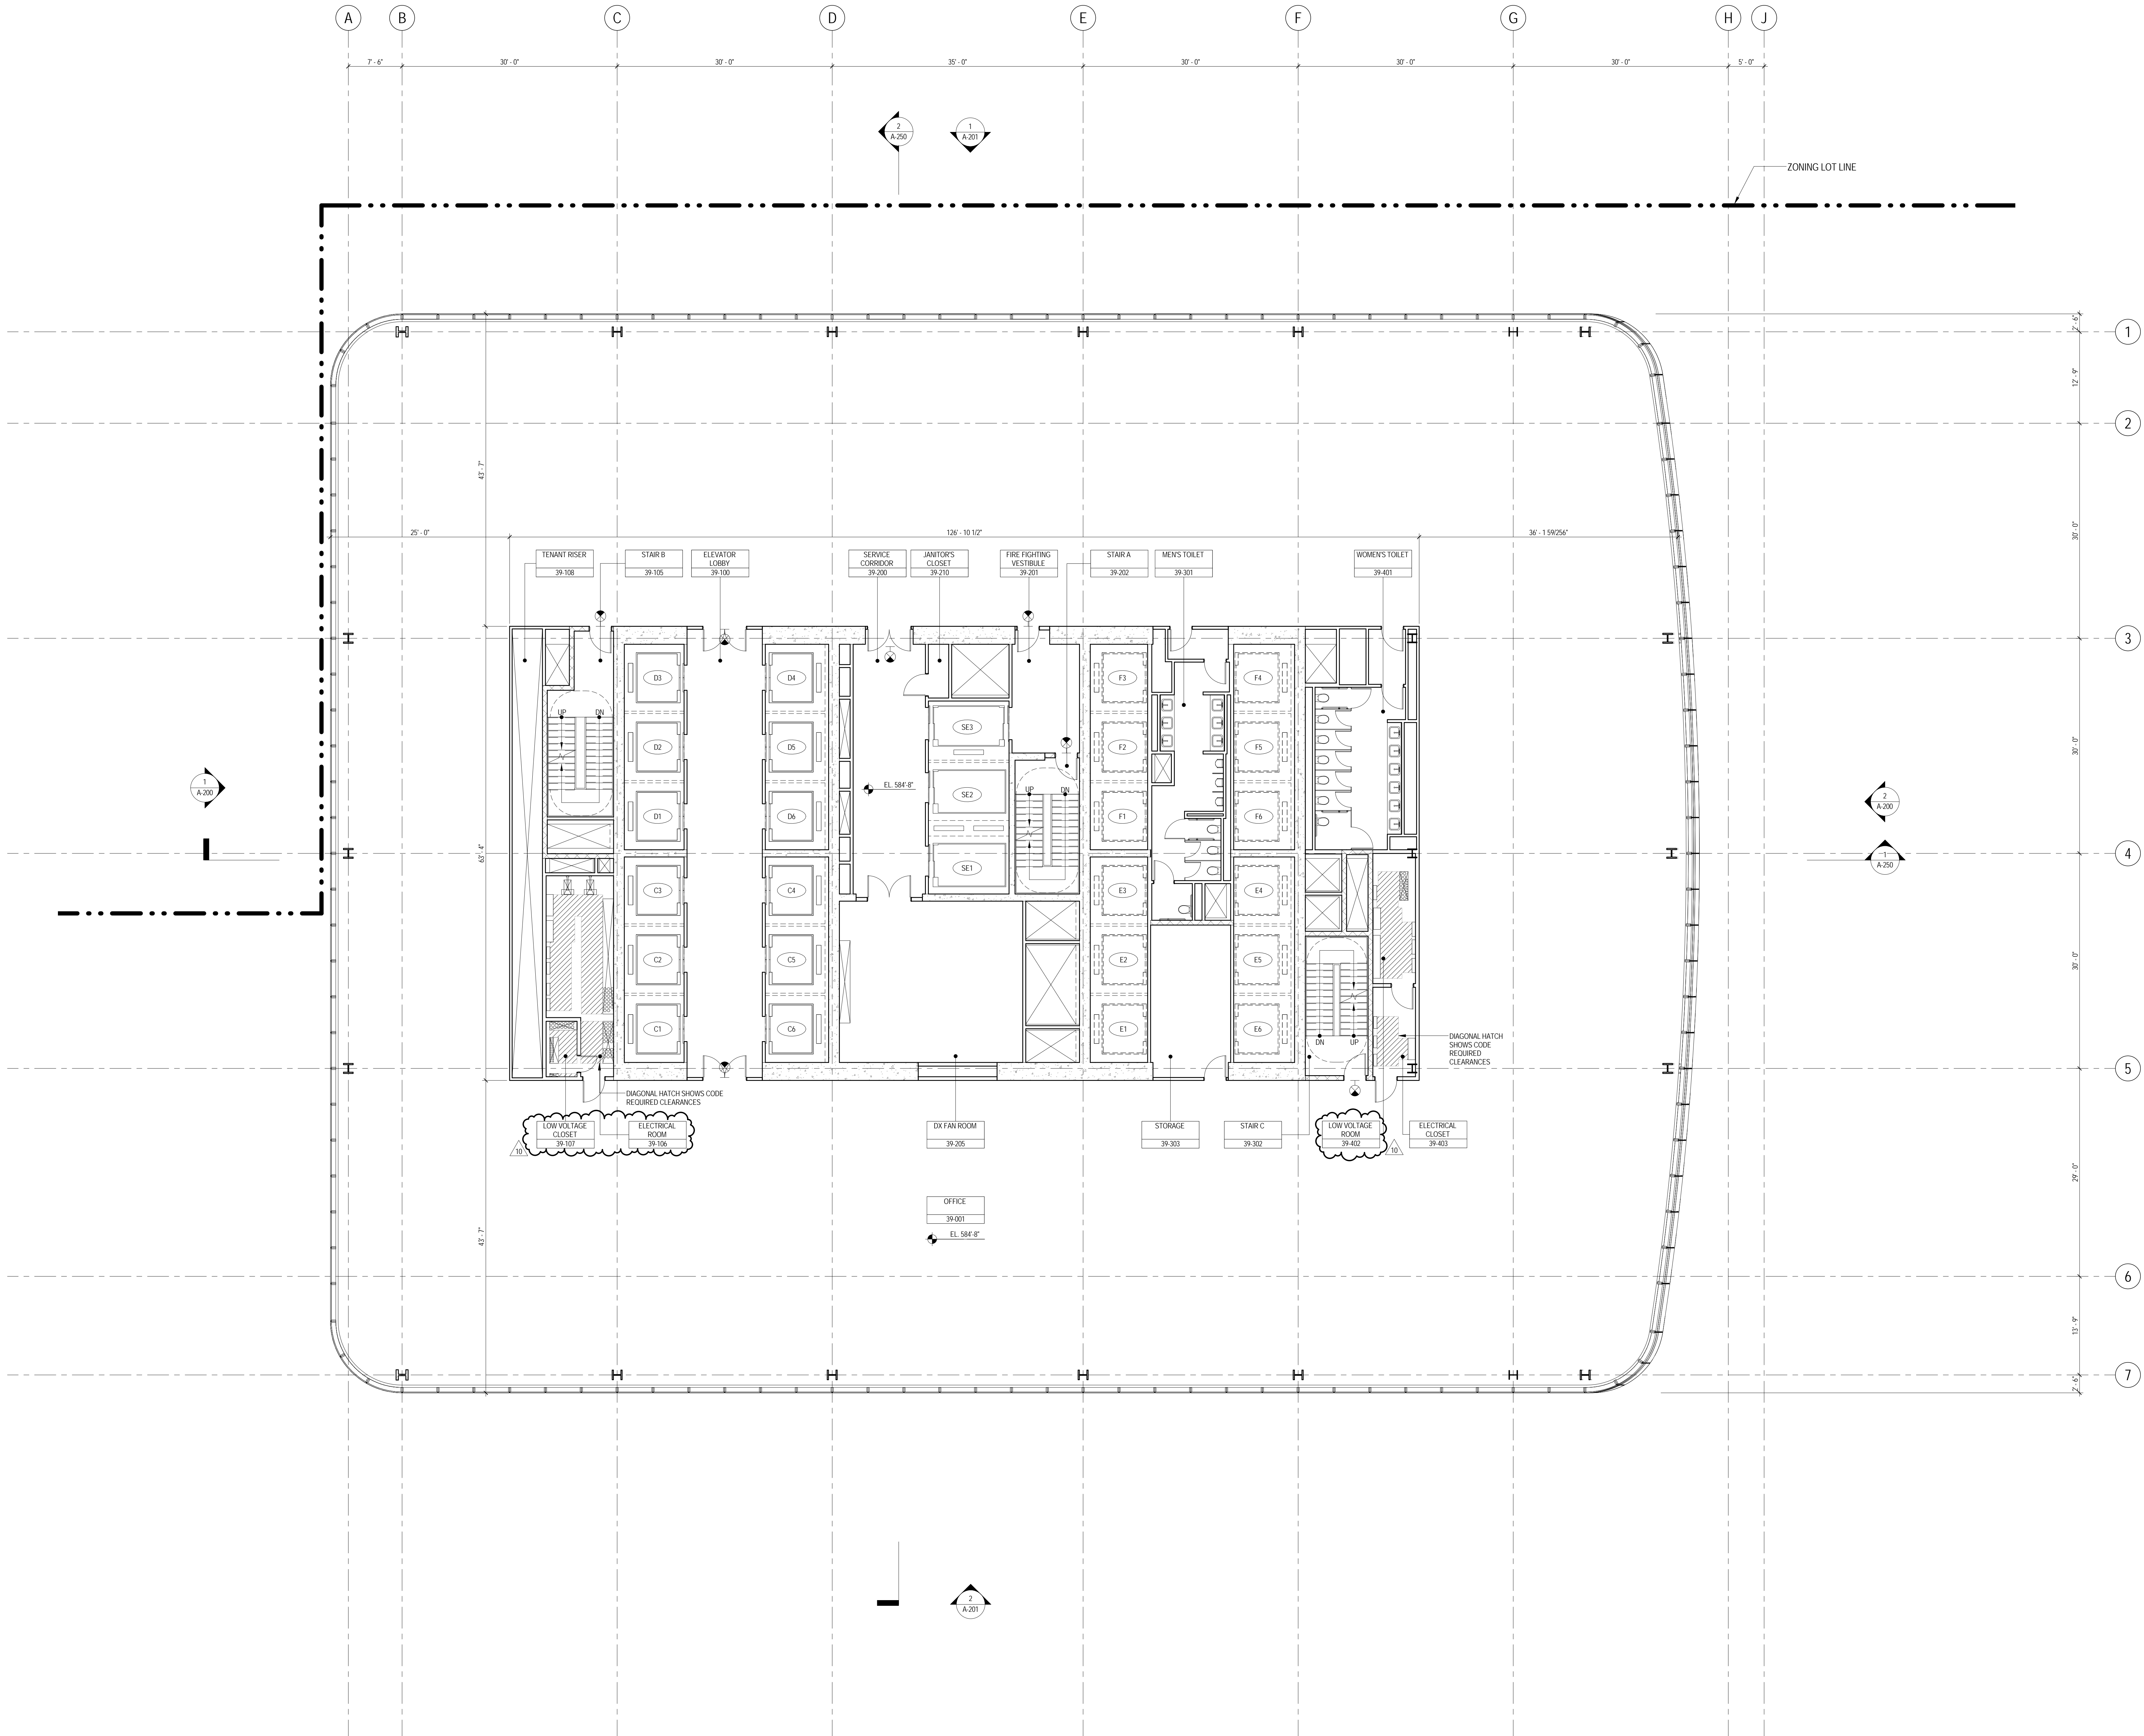 A B C D E F G H J
7' - 6" 30' - 0" 30' - 0" 35' - 0" 30' - 0" 30' - 0" 30' - 0" 5' - 0"
2
A-250
1
A-201
ZONING LOT LINE
2' - 6"
1
12' - 9"
2
43' - 7"
30' - 0"
25' - 0" 126' - 10 1/2" 36' - 1 59/256"
TENANT RISER
39-108
STAIR B
39-105
ELEVATOR
LOBBY
39-100
SERVICE
CORRIDOR
39-200
JANITOR'S
CLOSET
39-210
FIRE FIGHTING
VESTIBULE
39-201
STAIR A
39-202
MEN'S TOILET
39-301
WOMEN'S TOILET
39-401
3
D3 D4 F3 F4
UP DN
SE3
D2 D5 F2 F5
30' - 0"
1
A-200
EL. 584'-8"
SE2
UP DN
2
A-200
D1 D6 F1 F6
63' - 4"
4
1
A-250
SE1
C3 C4 E3 E4
C2 C5 E2 E5
30' - 0"
C1 C6 E1 E6
DN UP
DIAGONAL HATCH
SHOWS CODE
REQUIRED
CLEARANCES
5
DIAGONAL HATCH SHOWS CODE
REQUIRED CLEARANCES
LOW VOLTAGE
CLOSET
39-107
ELECTRICAL
ROOM
39-106
10
DX FAN ROOM
39-205
STORAGE
39-303
STAIR C
39-302
LOW VOLTAGE
ROOM
39-402
10
ELECTRICAL
CLOSET
39-403
29' - 0"
OFFICE
39-001
EL. 584'-8"
43' - 7"
6
13' - 9"
7
2' - 6"
2
A-201